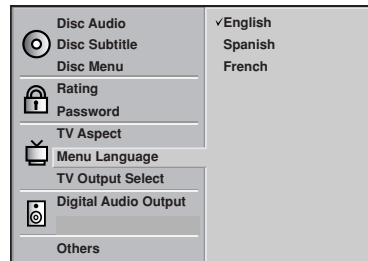 Disc Audio
Disc Subtitle
Disc Menu
Rating
Password
TV Aspect
Menu Language
TV Output Select
Digital Audio Output
Others
✓English
Spanish
French